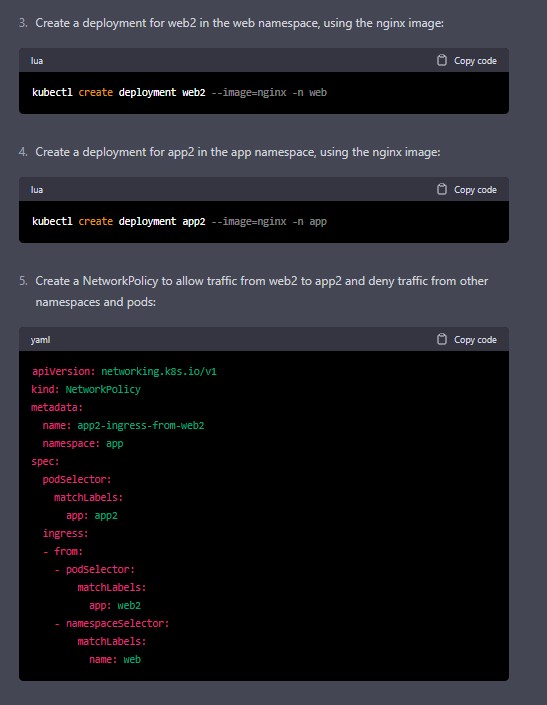 3. Create a deployment for web2 in the web namespace, using the nginx image:
lua
Copy code
kubectl create deployment web2 --image=nginx -n web
4. Create a deployment for app2 in the app namespace, using the nginx image:
lua
Copy code
kubectl create deployment app2 --image=nginx -n app
5. Create a NetworkPolicy to allow traffic from web2 to app2 and deny traffic from other
namespaces and pods:
yaml
Copy code
apiVersion: networking.k8s.io/v1
kind: NetworkPolicy
metadata:
  name: app2-ingress-from-web2
  namespace: app
spec:
  podSelector:
    matchLabels:
      app: app2
  ingress:
  - from:
    - podSelector:
        matchLabels:
          app: web2
    - namespaceSelector:
        matchLabels:
          name: web